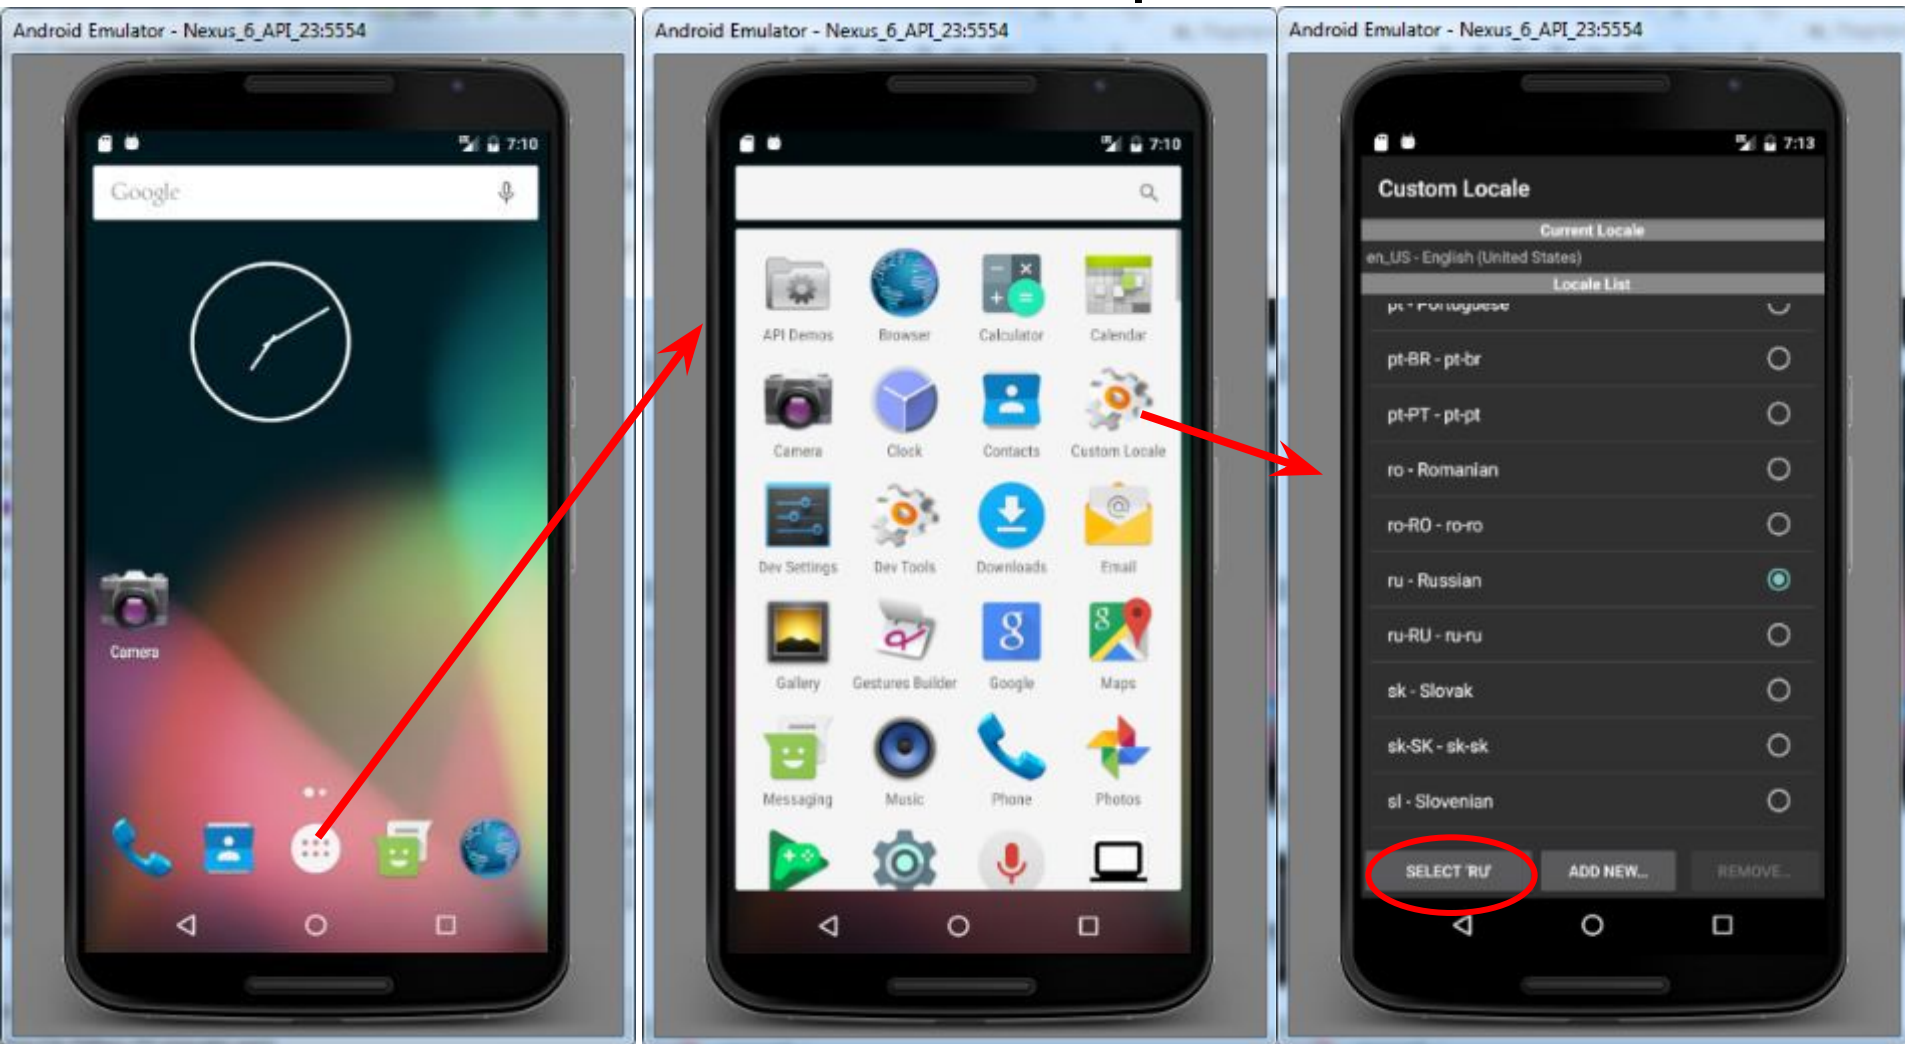 Android Emulator - Nexus_6_API_23:5554
7:10
Google
Camera
Android Emulator - Nexus_6_API_23:5554
7:10
API Demos Browser Calculator Calendar
Camera Clock Contacts Custom Locale
Dev Settings Dev Tools Downloads Email
Gallery Gestures Builder Google Maps
Messaging Music Phone Photos
Android Emulator - Nexus_6_API_23:5554
7:13
Custom Locale
Current Locale
en_US - English (United States)
Locale List
pt - Portuguese
pt-BR - pt-br
pt-PT - pt-pt
ro - Romanian
ro-RO - ro-ro
ru - Russian
ru-RU - ru-ru
sk - Slovak
sk-SK - sk-sk
sl - Slovenian
SELECT 'RU' ADD NEW... REMOVE...